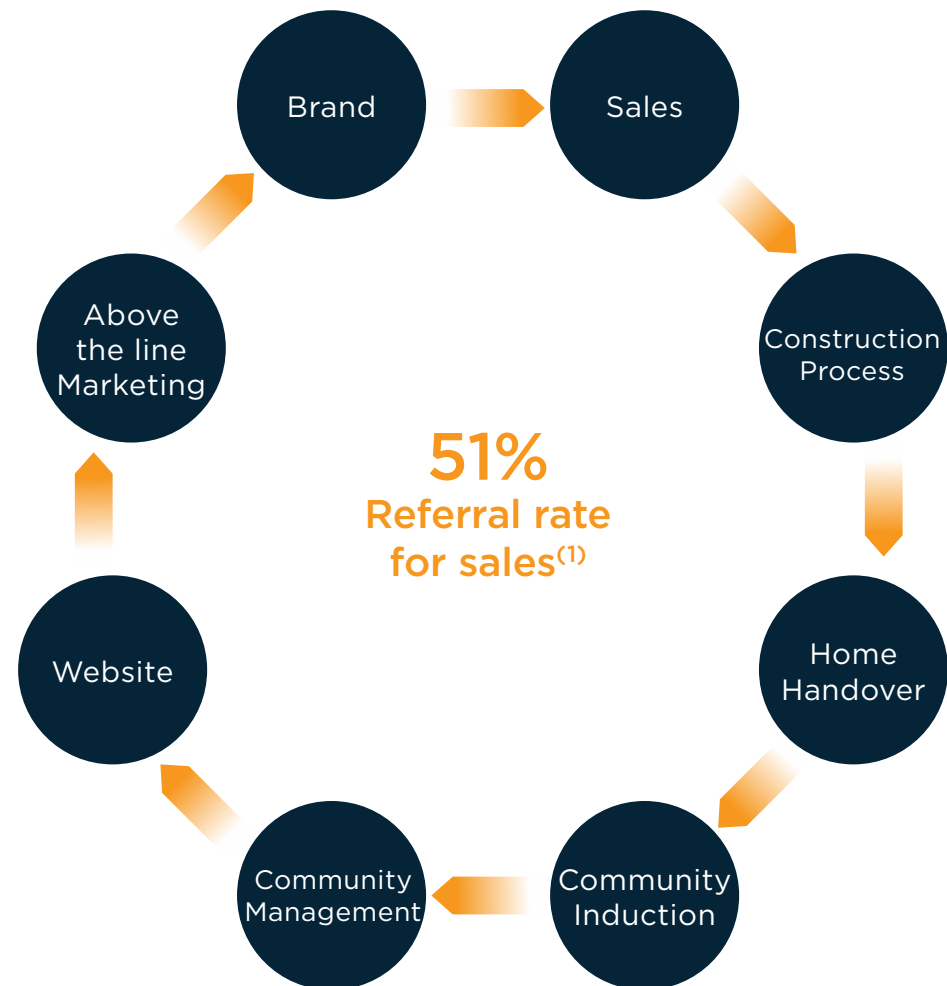 Brand
Sales
Above
the line
Marketing
Construction
Process
51%
Referral rate
for sales(1)
Website
Home
Handover
Community
Management
Community
Induction